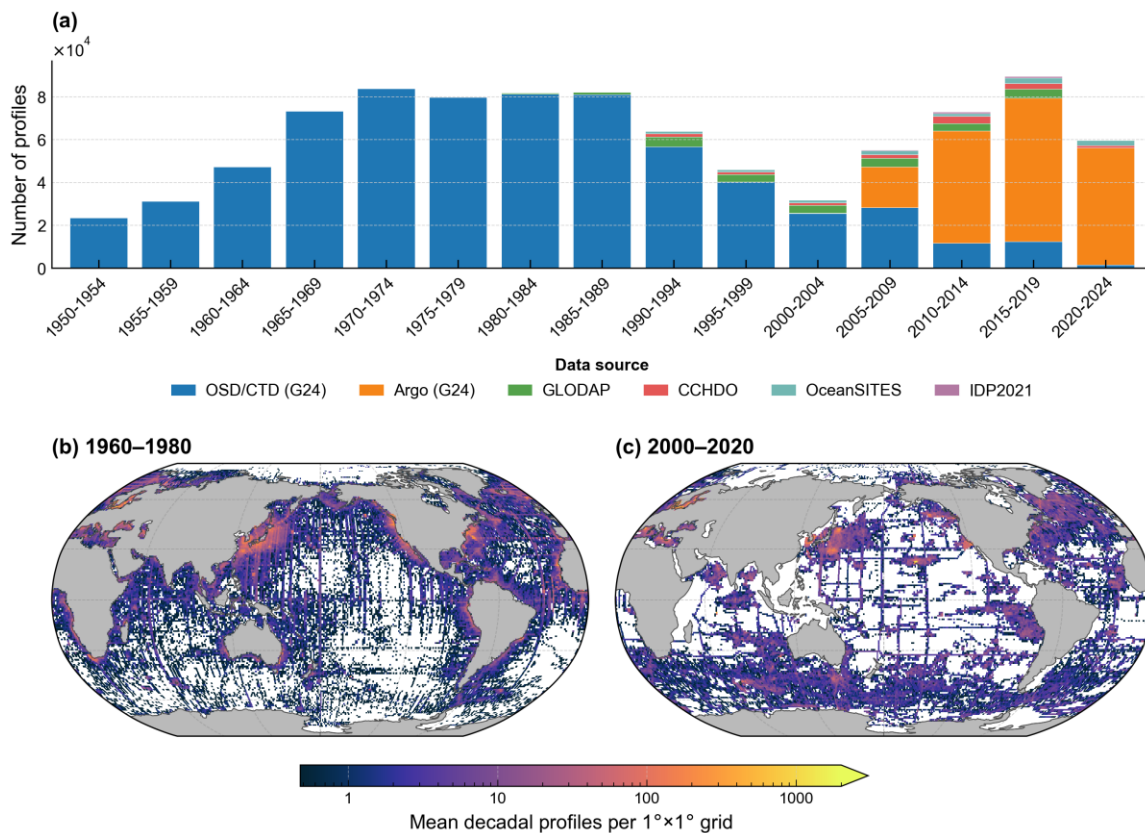 (a)
×10⁴
Number of profiles
8
6
4
2
0
1950-1954
1955-1959
1960-1964
1965-1969
1970-1974
1975-1979
1980-1984
1985-1989
1990-1994
1995-1999
2000-2004
2005-2009
2010-2014
2015-2019
2020-2024
Data source
OSD/CTD (G24) Argo (G24) GLODAP CCHDO OceanSITES IDP2021
(b) 1960–1980
(c) 2000–2020
1 10 100 1000
Mean decadal profiles per 1°×1° grid